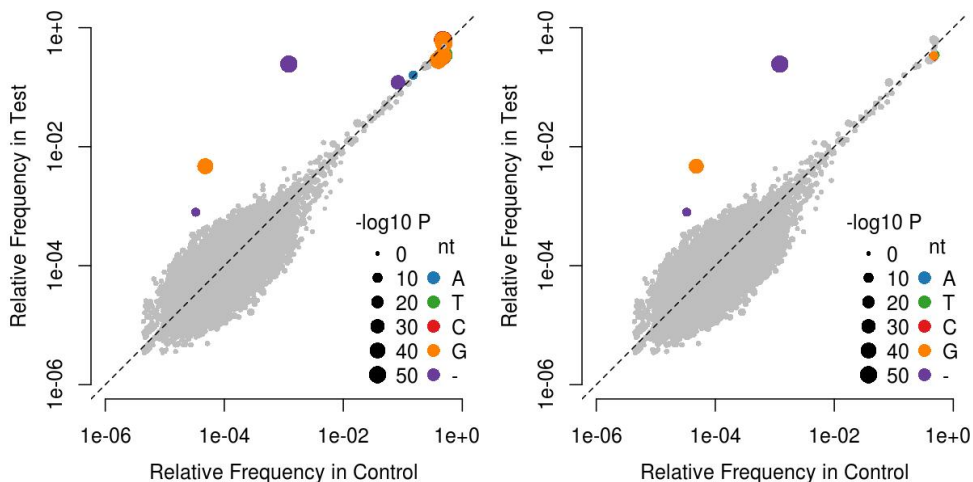 Relative Frequency in Test
1e+0
1e-02
1e-04
1e-06
-log10 P
nt
0
10 A
20 T
30 C
40 G
50 -
1e-06 1e-04 1e-02 1e+0
Relative Frequency in Control
Relative Frequency in Test
1e+0
1e-02
1e-04
1e-06
-log10 P
nt
0
10 A
20 T
30 C
40 G
50 -
1e-06 1e-04 1e-02 1e+0
Relative Frequency in Control